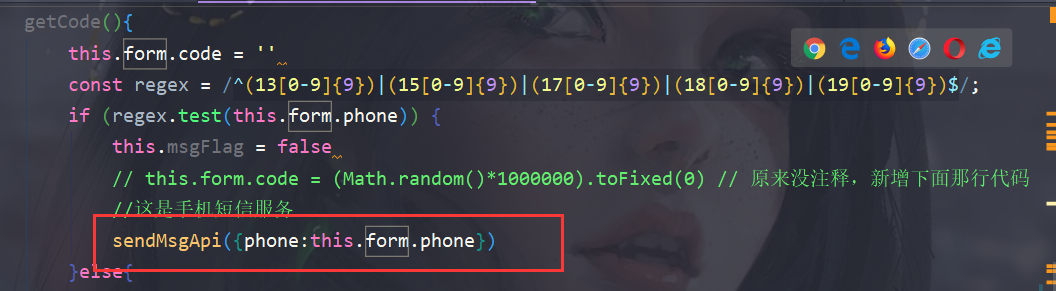 getCode(){
this.form.code = ''
const regex = /^(13[0-9]{9})|(15[0-9]{9})|(17[0-9]{9})|(18[0-9]{9})|(19[0-9]{9})$/;
if (regex.test(this.form.phone)) {
this.msgFlag = false
// this.form.code = (Math.random()*1000000).toFixed(0) // 原来没注释，新增下面那行代码
//这是手机短信服务
sendMsgApi({phone:this.form.phone})
}else{